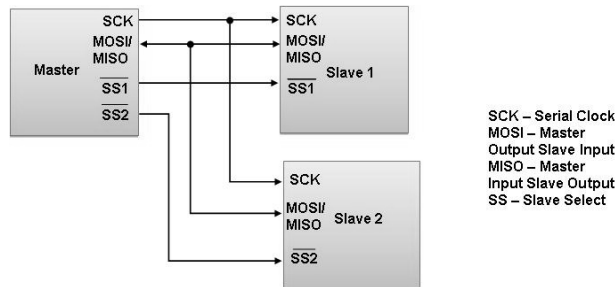 SCK
MOSI/
MISO
Master
SS1
SS2
SCK
MOSI/
MISO
Slave 1
SS1
SCK
MOSI/
MISO
Slave 2
SS2
SCK – Serial Clock
MOSI – Master
Output Slave Input
MISO – Master
Input Slave Output
SS – Slave Select